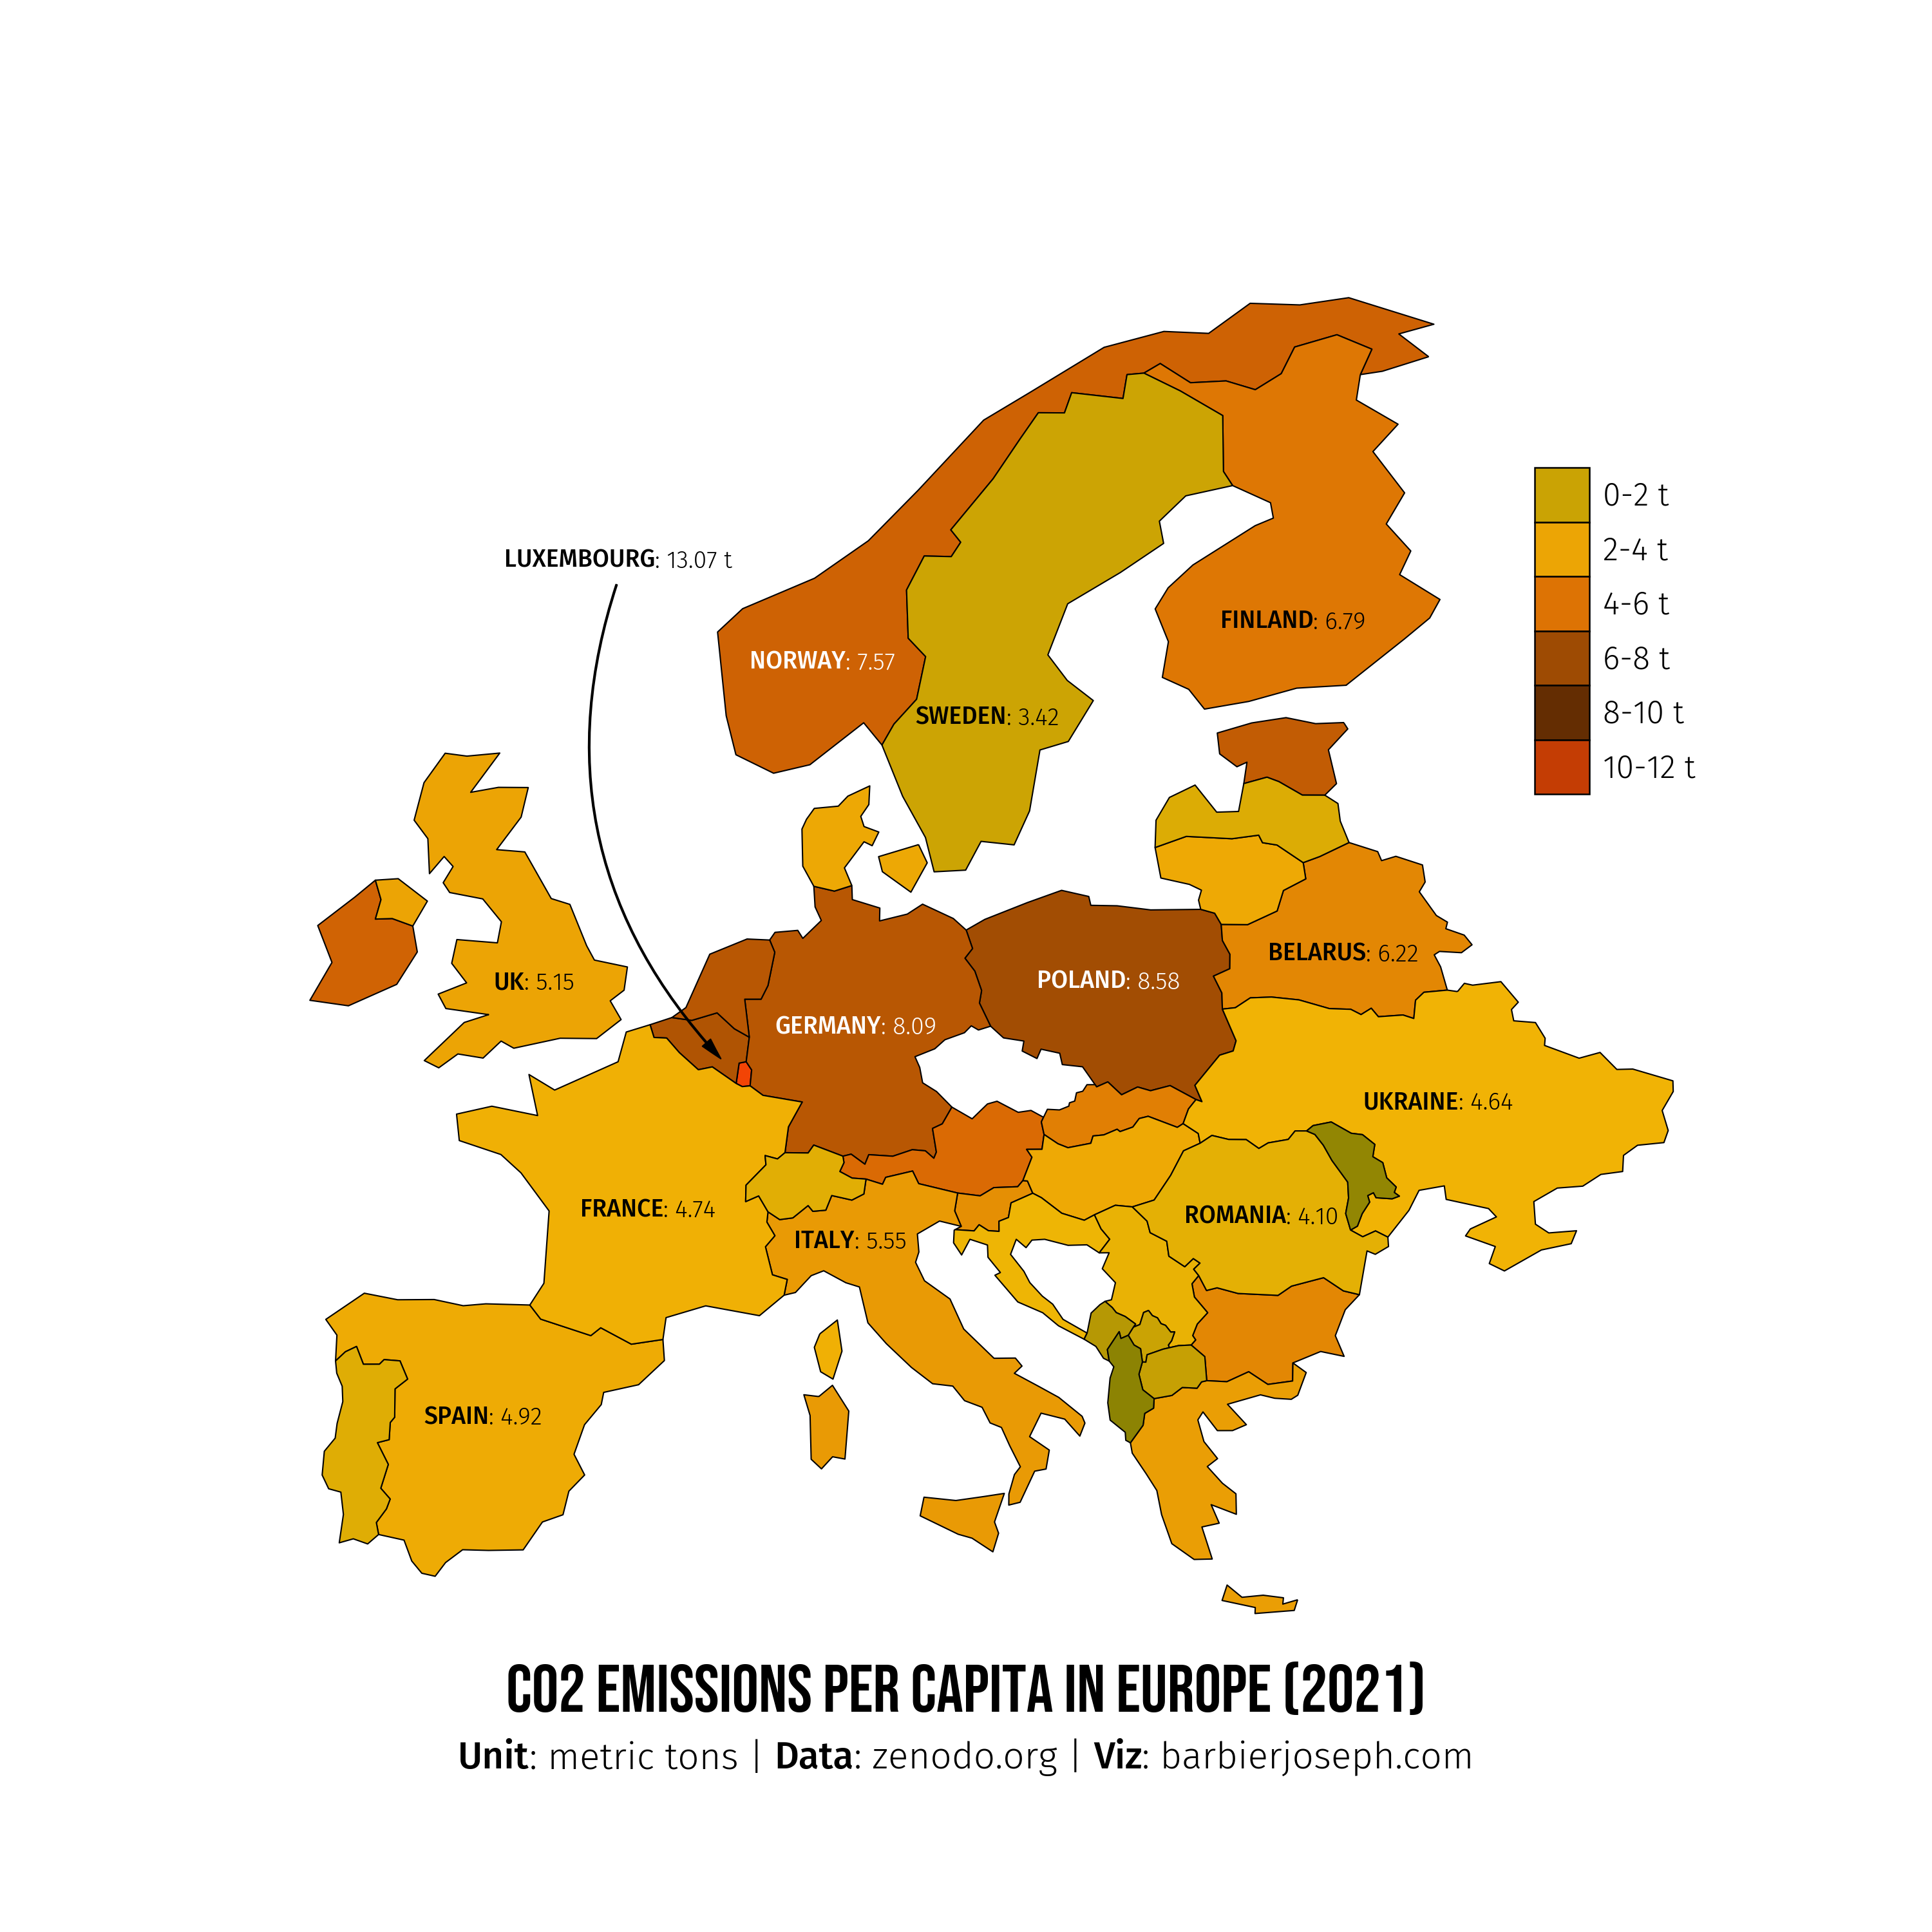 LUXEMBOURG: 13.07 t
NORWAY: 7.57
FINLAND: 6.79
SWEDEN: 3.42
0-2 t
2-4 t
4-6 t
6-8 t
8-10 t
10-12 t
UK: 5.15
BELARUS: 6.22
POLAND: 8.58
GERMANY: 8.09
UKRAINE: 4.64
FRANCE: 4.74
ROMANIA: 4.10
ITALY: 5.55
SPAIN: 4.92
CO2 EMISSIONS PER CAPITA IN EUROPE (2021)
Unit: metric tons | Data: zenodo.org | Viz: barbierjoseph.com